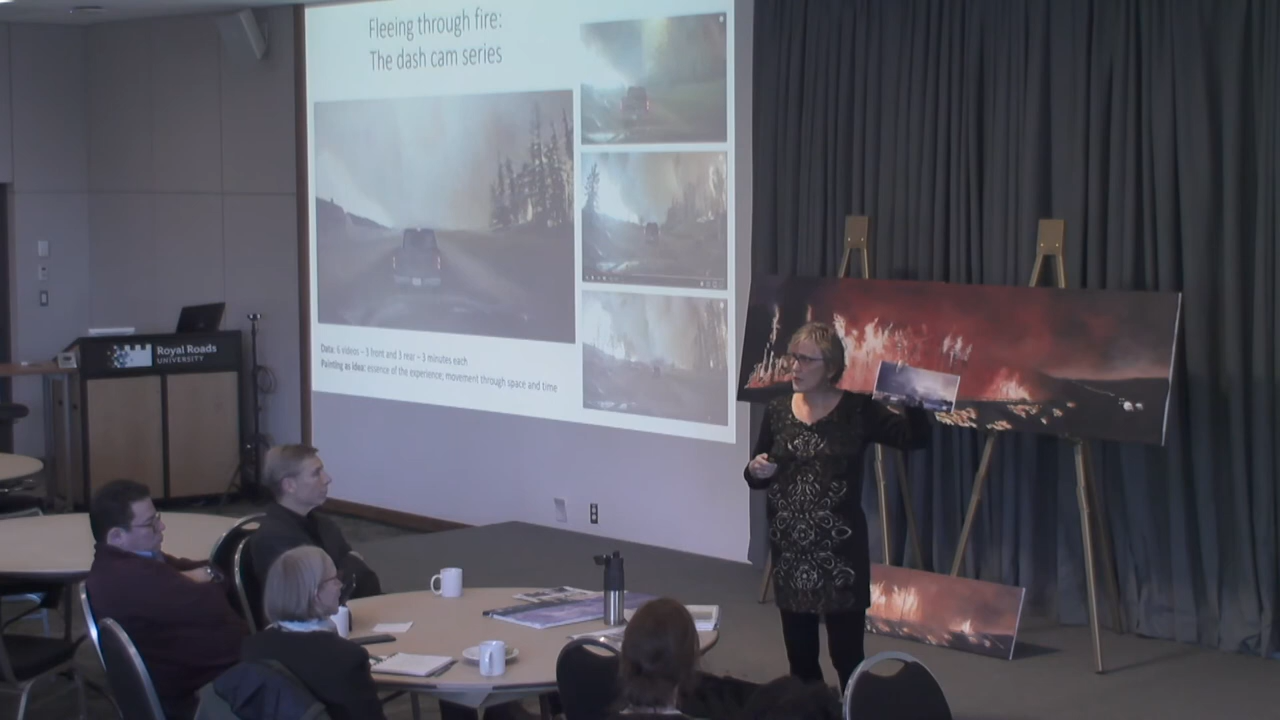 Fleeing through fire:
The dash cam series
Data: 6 videos – 3 front and 3 rear – 3 minutes each
Painting as idea: essence of the experience; movement through space and time
Royal Roads
UNIVERSITY